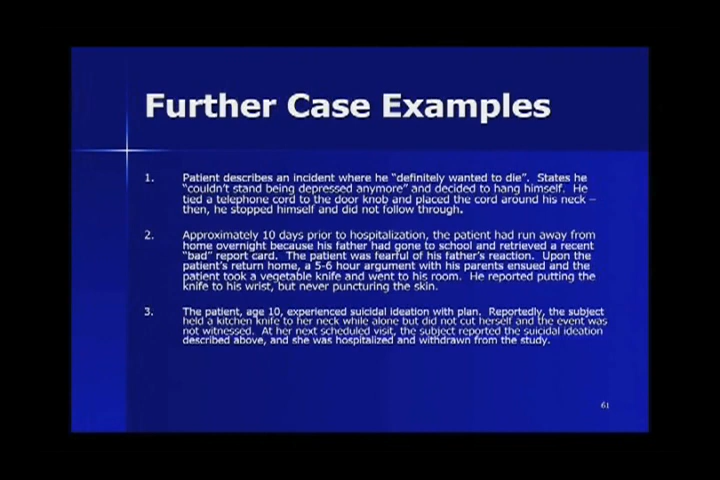 Further Case Examples
1. Patient describes an incident where he “definitely wanted to die”. States he
“couldn’t stand being depressed anymore” and decided to hang himself. He
tied a telephone cord to the door knob and placed the cord around his neck –
then, he stopped himself and did not follow through.
2. Approximately 10 days prior to hospitalization, the patient had run away from
home overnight because his father had gone to school and retrieved a recent
“bad” report card. The patient was fearful of his father’s reaction. Upon the
patient’s return home, a 5-6 hour argument with his parents ensued and the
patient took a vegetable knife and went to his room. He reported putting the
knife to his wrist, but never puncturing the skin.
3. The patient, age 10, experienced suicidal ideation with plan. Reportedly, the subject
held a kitchen knife to her neck while alone but did not cut herself and the event was
not witnessed. At her next scheduled visit, the subject reported the suicidal ideation
described above, and she was hospitalized and withdrawn from the study.
61